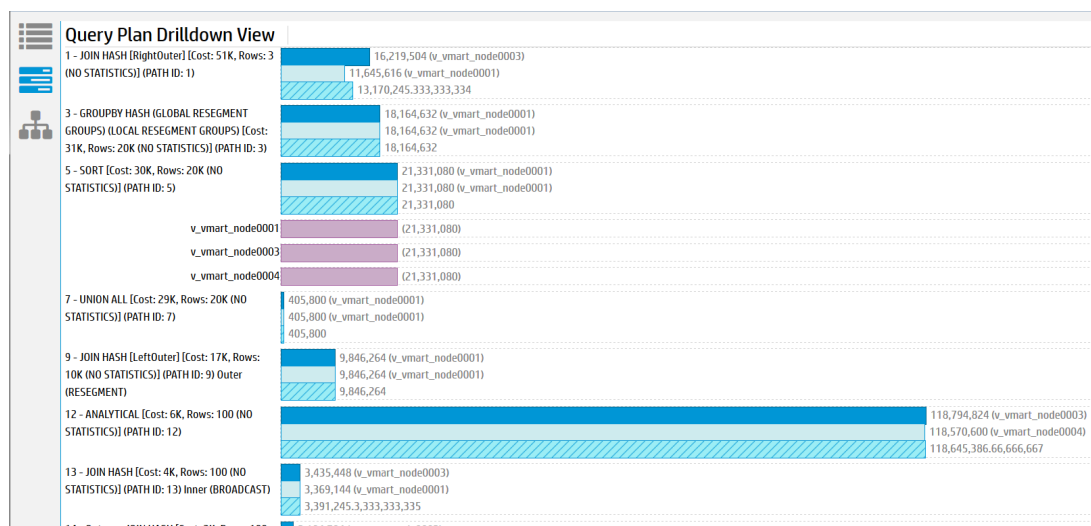 Query Plan Drilldown View
1 - JOIN HASH [RightOuter] [Cost: 51K, Rows: 3
(NO STATISTICS)] (PATH ID: 1)
16,219,504 (v_vmart_node0003)
11,645,616 (v_vmart_node0001)
13,170,245.333,333,334
3 - GROUPBY HASH (GLOBAL RESEGMENT
GROUPS) (LOCAL RESEGMENT GROUPS) [Cost:
31K, Rows: 20K (NO STATISTICS)] (PATH ID: 3)
18,164,632 (v_vmart_node0001)
18,164,632 (v_vmart_node0001)
18,164,632
5 - SORT [Cost: 30K, Rows: 20K (NO
STATISTICS)] (PATH ID: 5)
21,331,080 (v_vmart_node0001)
21,331,080 (v_vmart_node0001)
21,331,080
v_vmart_node0001
(21,331,080)
v_vmart_node0003
(21,331,080)
v_vmart_node0004
(21,331,080)
7 - UNION ALL [Cost: 29K, Rows: 20K (NO
STATISTICS)] (PATH ID: 7)
405,800 (v_vmart_node0001)
405,800 (v_vmart_node0001)
405,800
9 - JOIN HASH [LeftOuter] [Cost: 17K, Rows:
10K (NO STATISTICS)] (PATH ID: 9) Outer
(RESEGMENT)
9,846,264 (v_vmart_node0001)
9,846,264 (v_vmart_node0001)
9,846,264
12 - ANALYTICAL [Cost: 6K, Rows: 100 (NO
STATISTICS)] (PATH ID: 12)
118,794,824 (v_vmart_node0003)
118,570,600 (v_vmart_node0004)
118,645,386.66,666,667
13 - JOIN HASH [Cost: 4K, Rows: 100 (NO
STATISTICS)] (PATH ID: 13) Inner (BROADCAST)
3,435,448 (v_vmart_node0003)
3,369,144 (v_vmart_node0001)
3,391,245.3,333,333,335